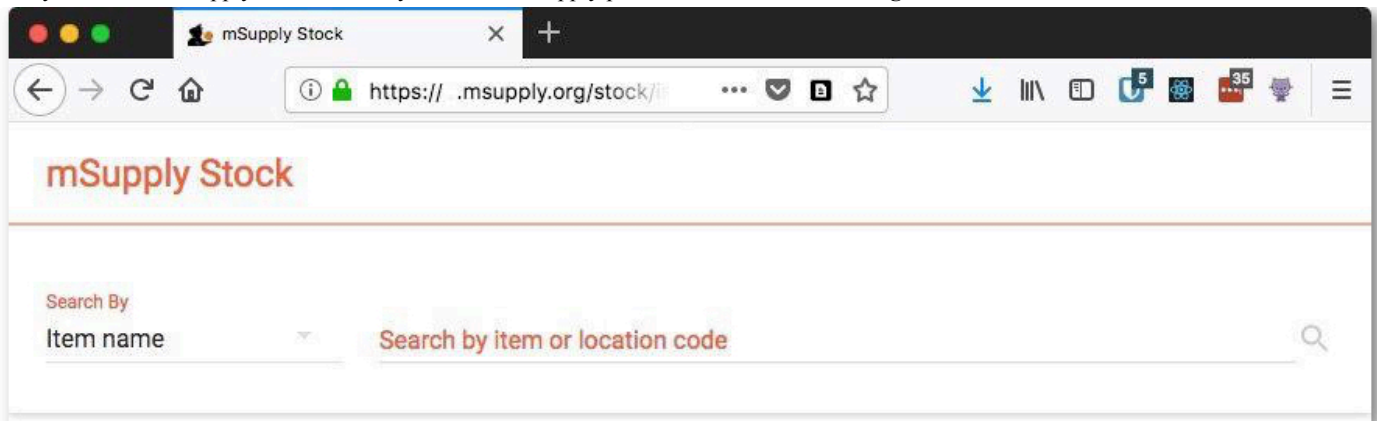 mSupply Stock
https:// .msupply.org/stock/
5
35
mSupply Stock
Search By
Item name
Search by item or location code